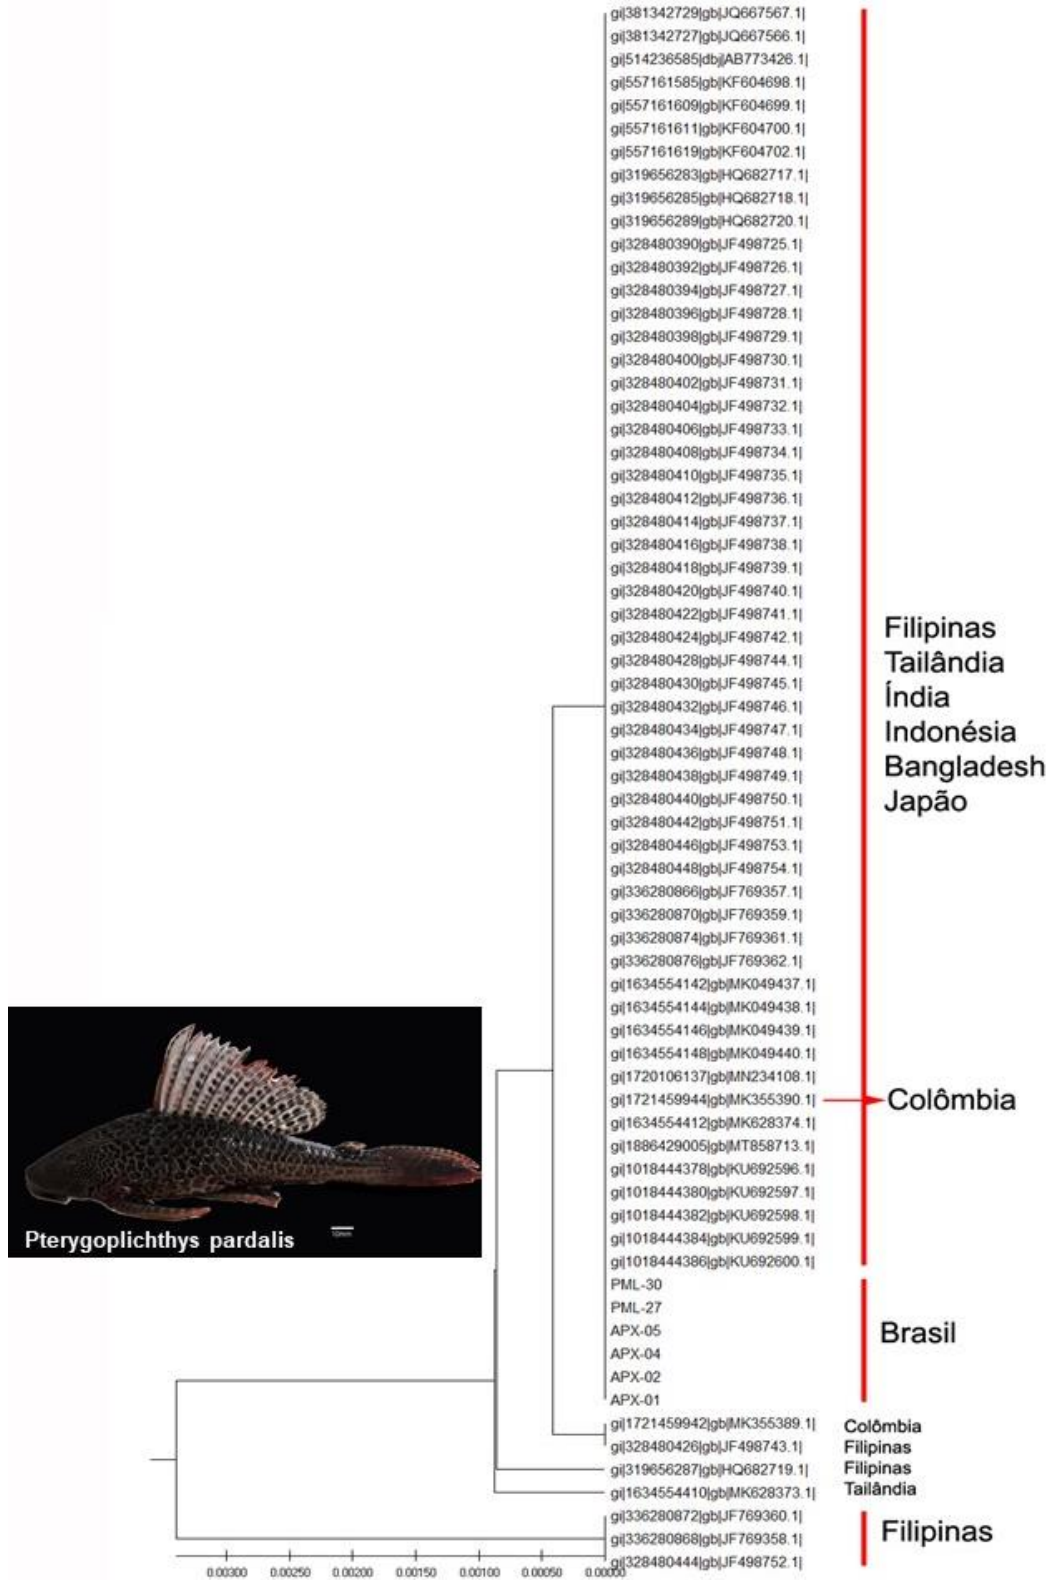 gi|381342729|gb|JQ667567.1|
gi|381342727|gb|JQ667566.1|
gi|514236585|dbj|AB773426.1|
gi|557161585|gb|KF604698.1|
gi|557161609|gb|KF604699.1|
gi|557161611|gb|KF604700.1|
gi|557161619|gb|KF604702.1|
gi|319656283|gb|HQ682717.1|
gi|319656285|gb|HQ682718.1|
gi|319656289|gb|HQ682720.1|
gi|328480390|gb|JF498725.1|
gi|328480392|gb|JF498726.1|
gi|328480394|gb|JF498727.1|
gi|328480396|gb|JF498728.1|
gi|328480398|gb|JF498729.1|
gi|328480400|gb|JF498730.1|
gi|328480402|gb|JF498731.1|
gi|328480404|gb|JF498732.1|
gi|328480406|gb|JF498733.1|
gi|328480408|gb|JF498734.1|
gi|328480410|gb|JF498735.1|
gi|328480412|gb|JF498736.1|
gi|328480414|gb|JF498737.1|
gi|328480416|gb|JF498738.1|
gi|328480418|gb|JF498739.1|
gi|328480420|gb|JF498740.1|
gi|328480422|gb|JF498741.1|
gi|328480424|gb|JF498742.1|
gi|328480428|gb|JF498744.1|
gi|328480430|gb|JF498745.1|
gi|328480432|gb|JF498746.1|
gi|328480434|gb|JF498747.1|
gi|328480436|gb|JF498748.1|
gi|328480438|gb|JF498749.1|
gi|328480440|gb|JF498750.1|
gi|328480442|gb|JF498751.1|
gi|328480446|gb|JF498753.1|
gi|328480448|gb|JF498754.1|
gi|336280866|gb|JF769357.1|
gi|336280870|gb|JF769359.1|
gi|336280874|gb|JF769361.1|
gi|336280876|gb|JF769362.1|
gi|1634554142|gb|MK049437.1|
gi|1634554144|gb|MK049438.1|
gi|1634554146|gb|MK049439.1|
gi|1634554148|gb|MK049440.1|
gi|1720106137|gb|MN234108.1|
gi|1721459944|gb|MK355390.1|
gi|1634554412|gb|MK628374.1|
gi|1886429005|gb|MT858713.1|
gi|1018444378|gb|KU692596.1|
gi|1018444380|gb|KU692597.1|
gi|1018444382|gb|KU692598.1|
gi|1018444384|gb|KU692599.1|
gi|1018444386|gb|KU692600.1|
PML-30
PML-27
APX-05
APX-04
APX-02
APX-01
gi|1721459942|gb|MK355389.1|
gi|328480426|gb|JF498743.1|
gi|319656287|gb|HQ682719.1|
gi|1634554410|gb|MK628373.1|
gi|336280872|gb|JF769360.1|
gi|336280868|gb|JF769358.1|
gi|328480444|gb|JF498752.1|
Filipinas
Tailândia
Índia
Indonésia
Bangladesh
Japão
Colômbia
Brasil
Colômbia
Filipinas
Filipinas
Tailândia
Filipinas
Pterygoplichthys pardalis
10mm
0.00300 0.00250 0.00200 0.00150 0.00100 0.00050 0.00000